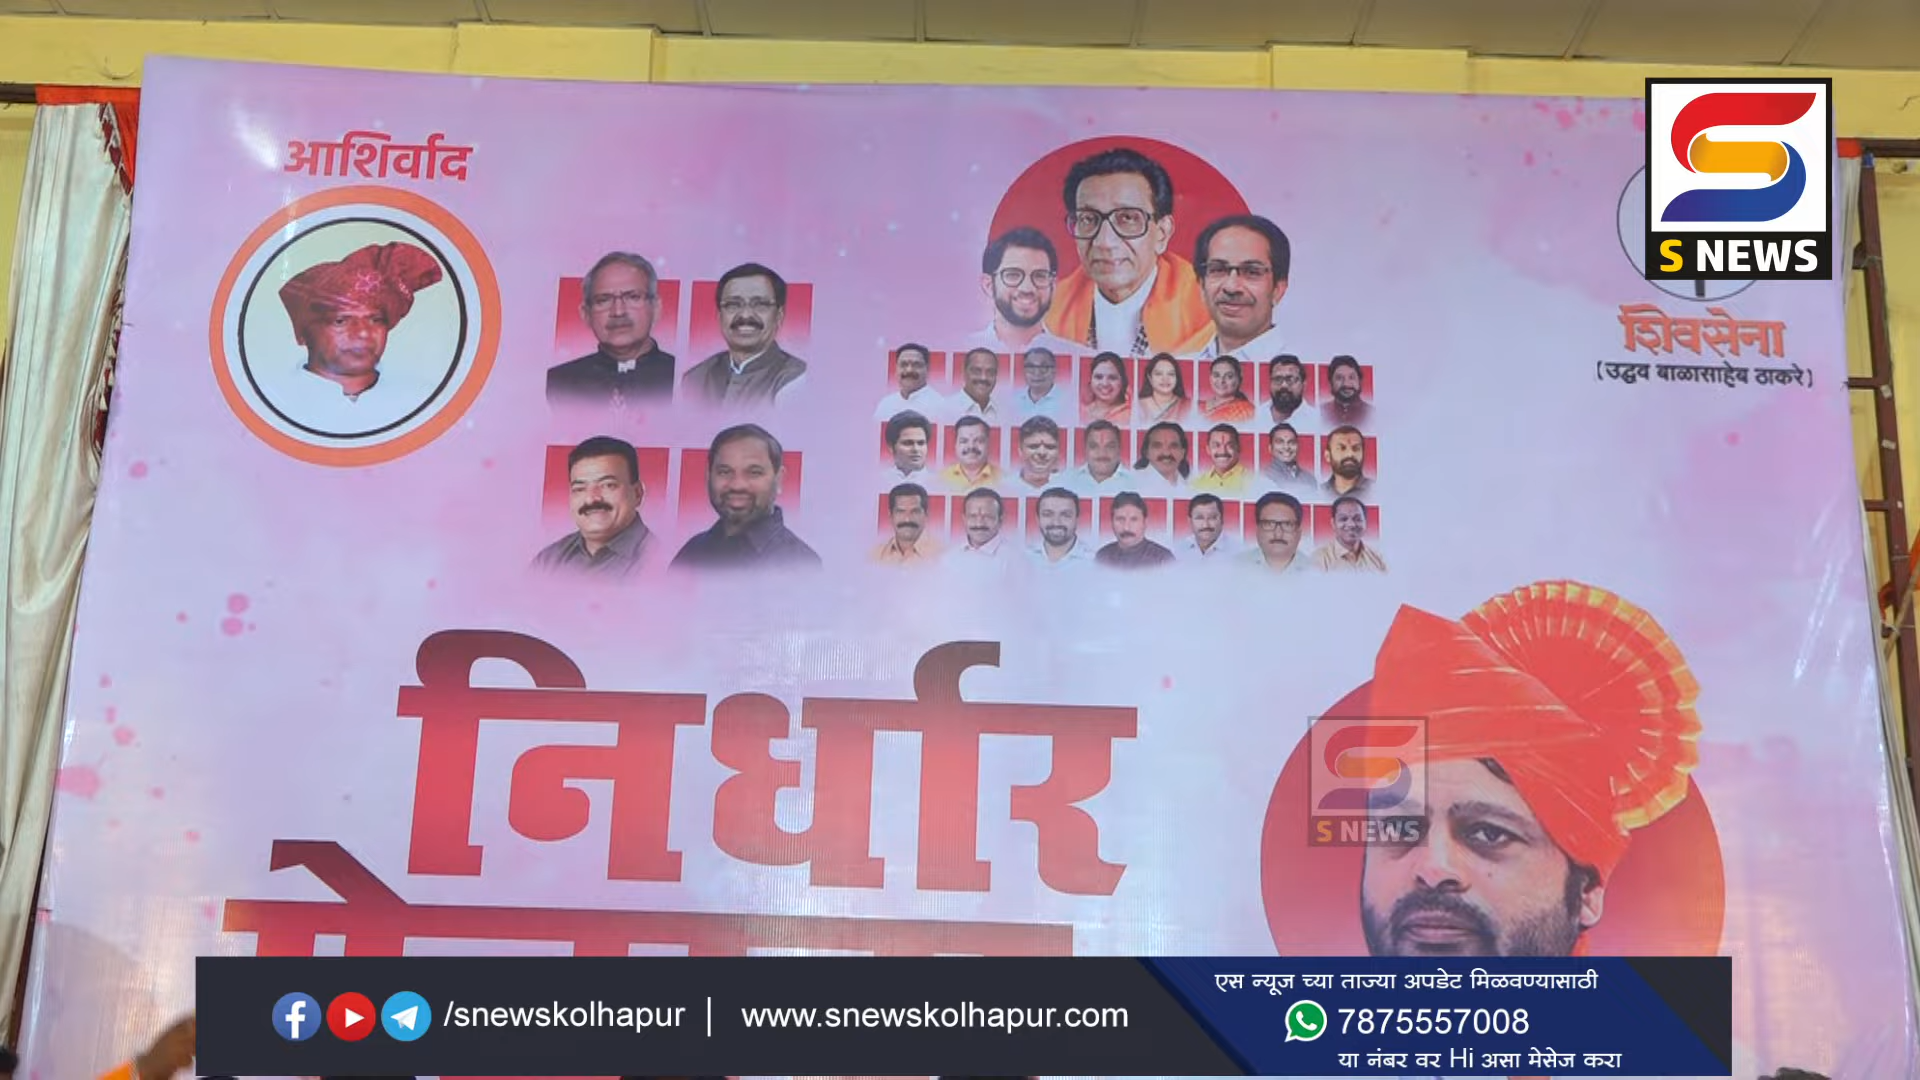 आशिर्वाद
S NEWS
शिवसेना
(उद्धव बाळासाहेब ठाकरे)
निर्धार
S NEWS
/snewskolhapur | www.snewskolhapur.com
एस न्यूज च्या ताज्या अपडेट मिळवण्यासाठी
7875557008
या नंबर वर Hi असा मेसेज करा